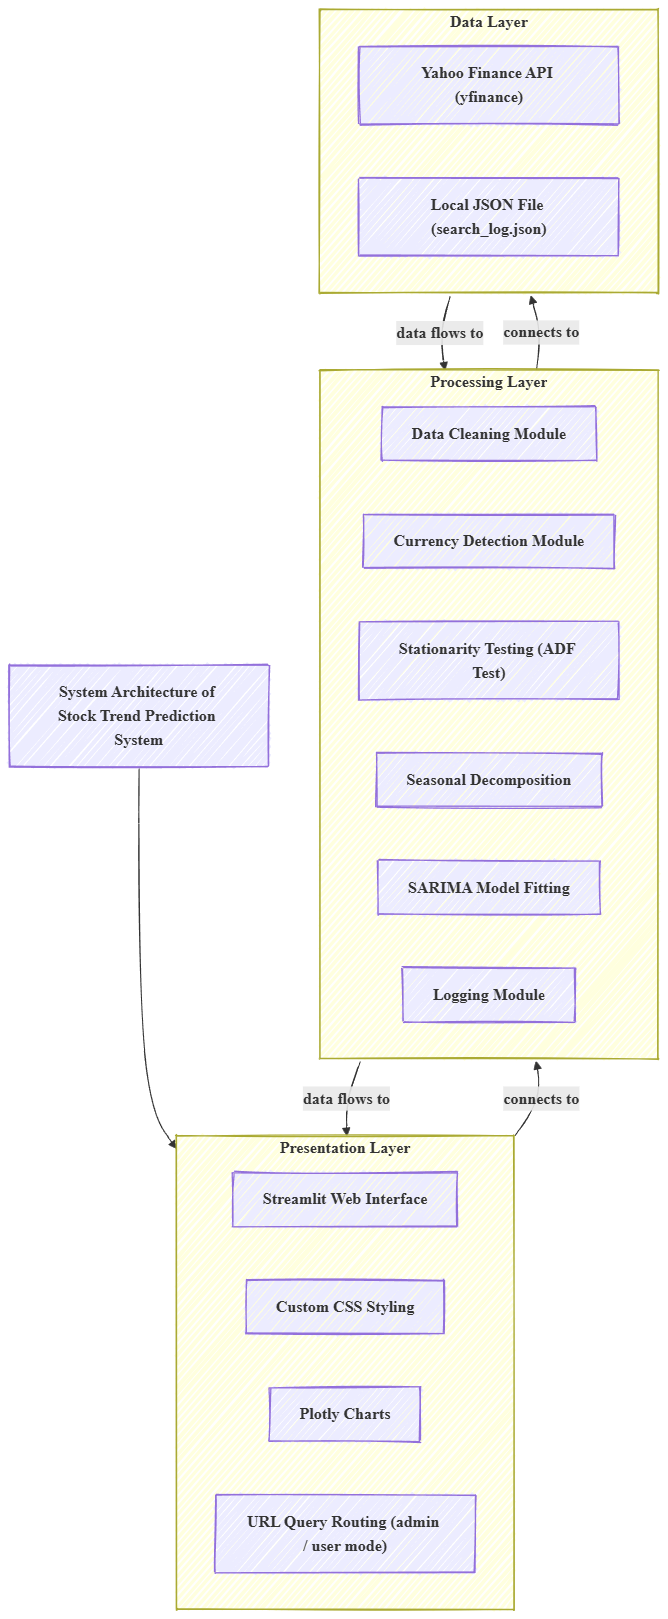 Data Layer
Yahoo Finance API
(yfinance)
Local JSON File
(search_log.json)
data flows to
connects to
Processing Layer
Data Cleaning Module
Currency Detection Module
Stationarity Testing (ADF
Test)
System Architecture of
Stock Trend Prediction
System
Seasonal Decomposition
SARIMA Model Fitting
Logging Module
data flows to
connects to
Presentation Layer
Streamlit Web Interface
Custom CSS Styling
Plotly Charts
URL Query Routing (admin
/ user mode)